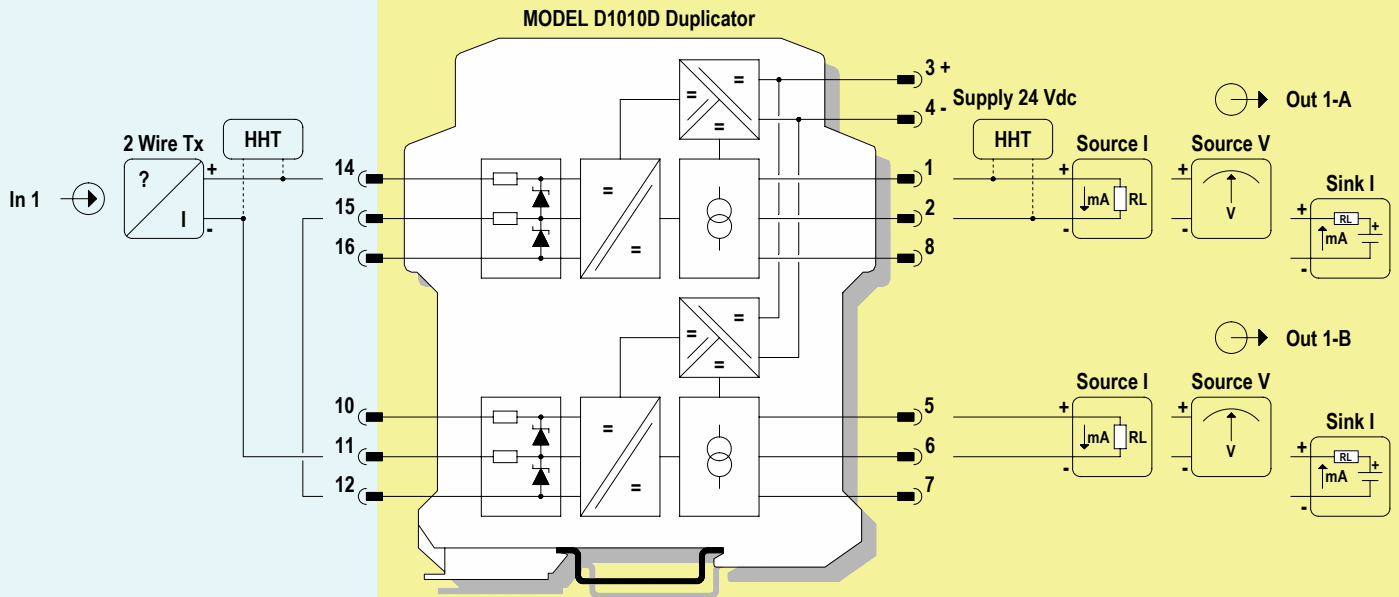 MODEL D1010D Duplicator
3 +
4 -
Supply 24 Vdc
Out 1-A
2 Wire Tx
HHT
HHT
Source I
Source V
Sink I
In 1
?
I
+
-
14
15
16
=
=
=
=
=
1
2
8
+
-
mA
RL
+
-
V
+
-
RL
+
mA
Out 1-B
=
=
=
Source I
Source V
Sink I
10
11
12
=
=
5
6
7
+
-
mA
RL
+
-
V
+
-
RL
+
mA